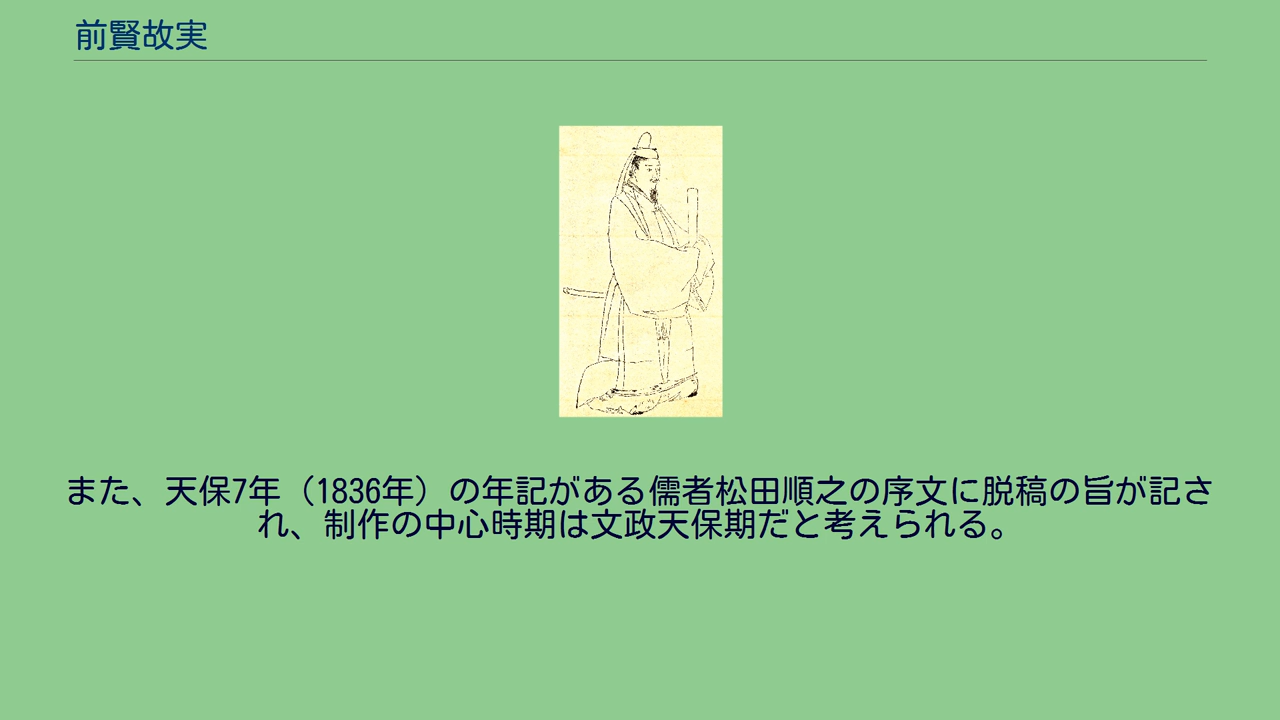 前賢故実
また、天保7年（1836年）の年記がある儒者松田順之の序文に脱稿の旨が記さ
れ、制作の中心時期は文政天保期だと考えられる。